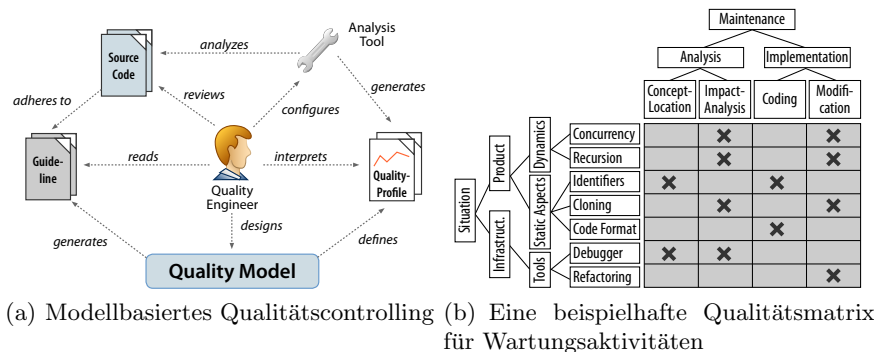 Source
Code
Analysis
Tool
analyzes
adheres to
reviews
configures
generates
Guide-
line
reads
interprets
Quality
Engineer
Quality-
Profile
designs
generates
defines
Quality Model
(a) Modellbasiertes Qualitätscontrolling
Maintenance
Analysis
Implementation
Concept-
Location
Impact-
Analysis
Coding
Modifi-
cation
Situation
Product
Infrastruct.
Dynamics
Static Aspects
Tools
Concurrency
Recursion
Identifiers
Cloning
Code Format
Debugger
Refactoring
(b) Eine beispielhafte Qualitätsmatrix
für Wartungsaktivitäten